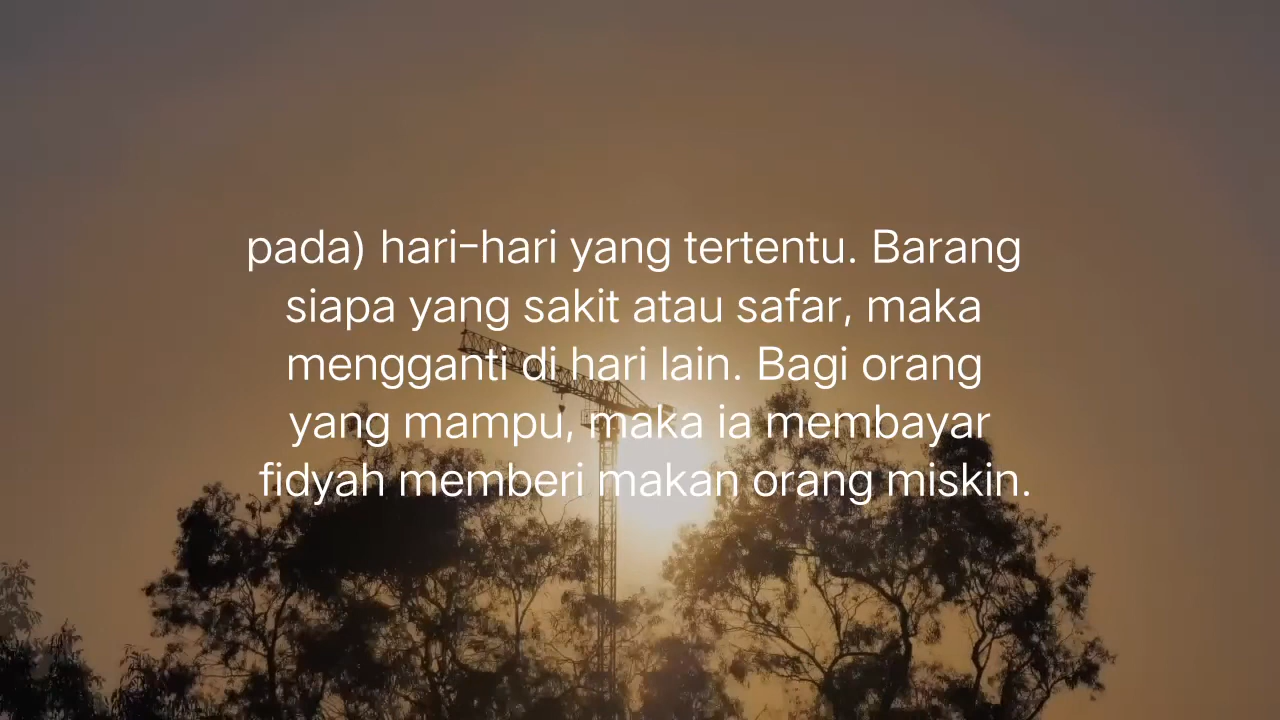 pada) hari-hari yang tertentu. Barang
siapa yang sakit atau safar, maka
mengganti di hari lain. Bagi orang
yang mampu, maka ia membayar
fidyah memberi makan orang miskin.